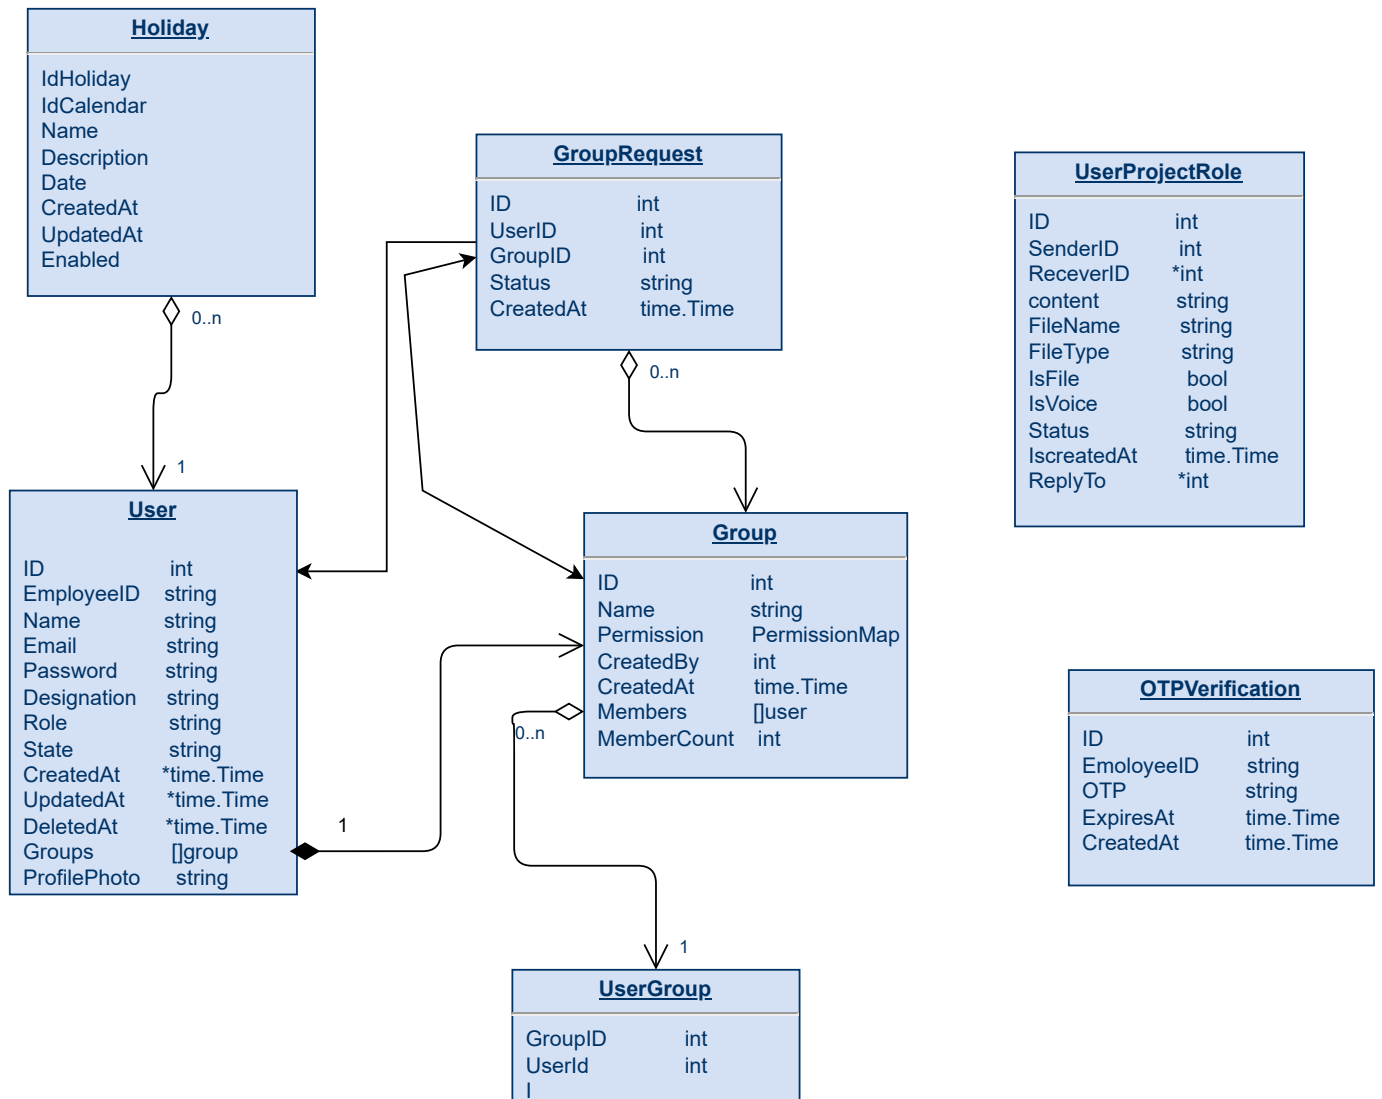 Holiday
IdHoliday
IdCalendar
Name
Description
Date
CreatedAt
UpdatedAt
Enabled
0..n
1
GroupRequest
ID int
UserID int
GroupID int
Status string
CreatedAt time.Time
0..n
UserProjectRole
ID int
SenderID int
ReceverID *int
content string
FileName string
FileType string
IsFile bool
IsVoice bool
Status string
IscreatedAt time.Time
ReplyTo *int
User
ID int
EmployeeID string
Name string
Email string
Password string
Designation string
Role string
State string
CreatedAt *time.Time
UpdatedAt *time.Time
DeletedAt *time.Time
Groups []group
ProfilePhoto string
1
Group
ID int
Name string
Permission PermissionMap
CreatedBy int
CreatedAt time.Time
Members []user
MemberCount int
0..n
1
OTPVerification
ID int
EmoloyeeID string
OTP string
ExpiresAt time.Time
CreatedAt time.Time
UserGroup
GroupID int
UserId int